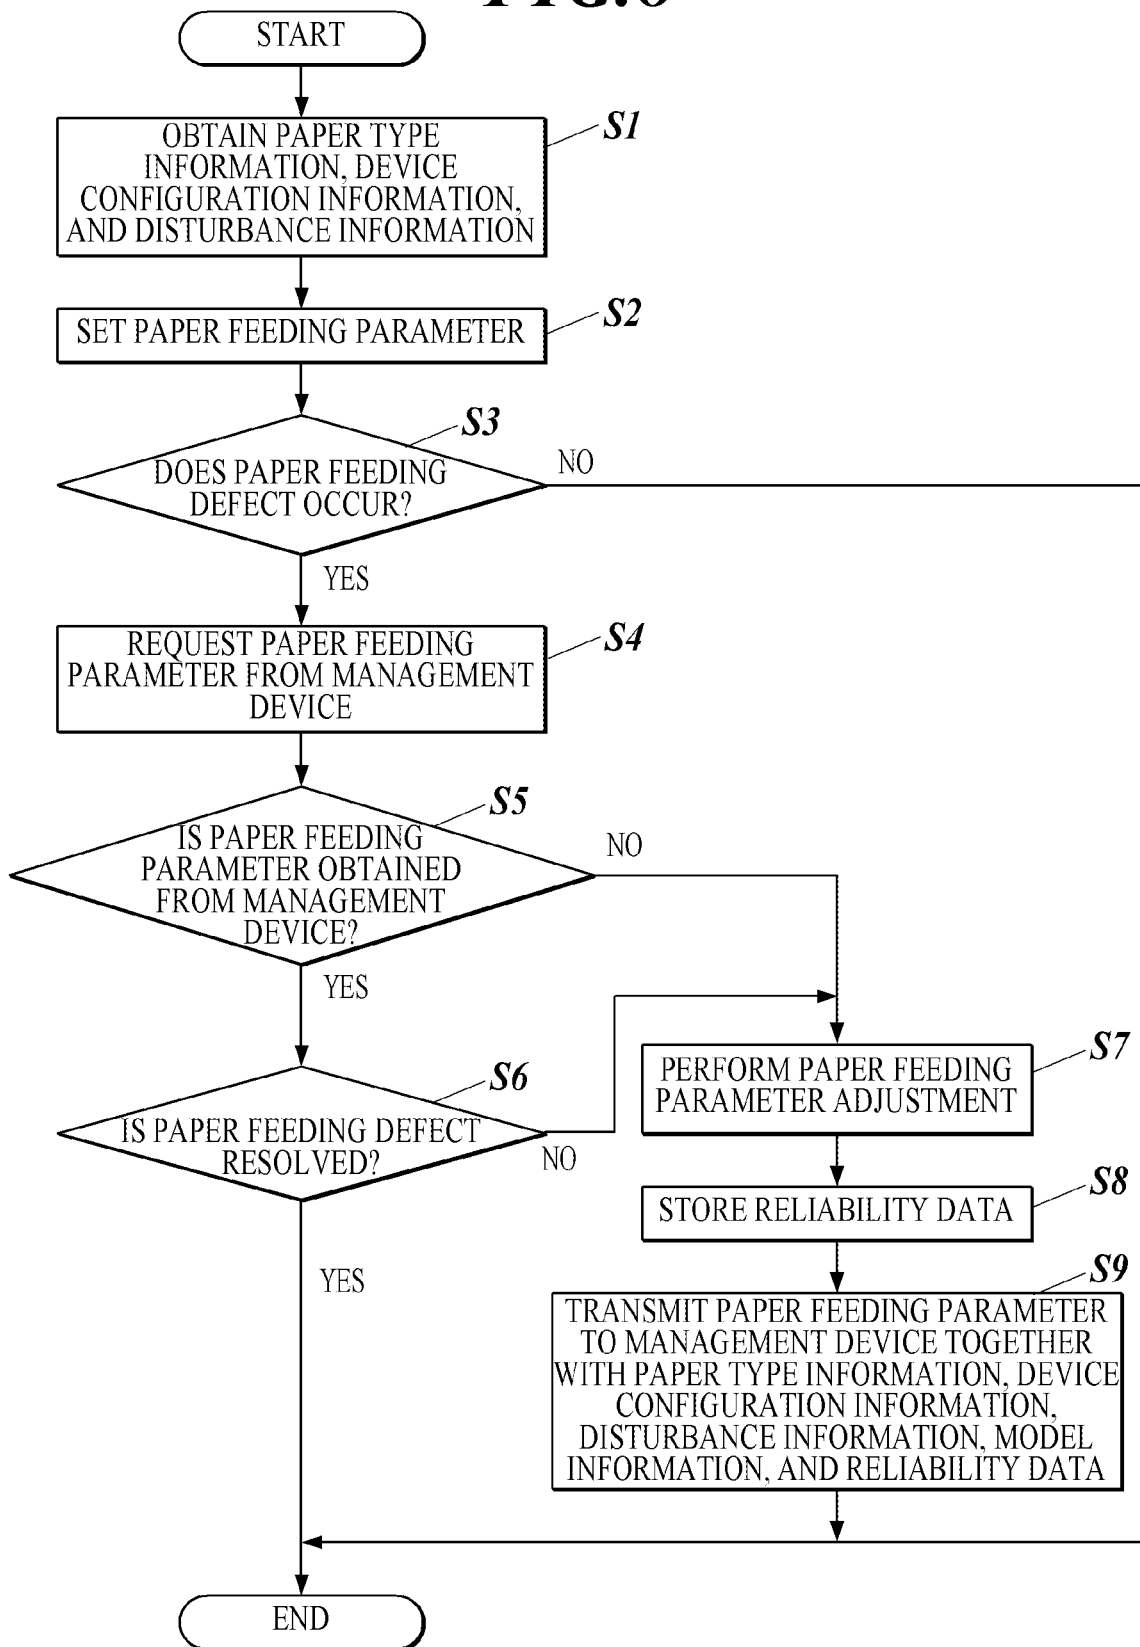 START
S1
OBTAIN PAPER TYPE
INFORMATION, DEVICE
CONFIGURATION INFORMATION,
AND DISTURBANCE INFORMATION
S2
SET PAPER FEEDING PARAMETER
S3
DOES PAPER FEEDING
DEFECT OCCUR?
NO
YES
S4
REQUEST PAPER FEEDING
PARAMETER FROM MANAGEMENT
DEVICE
S5
IS PAPER FEEDING
PARAMETER OBTAINED
FROM MANAGEMENT
DEVICE?
NO
YES
S6
IS PAPER FEEDING DEFECT
RESOLVED?
NO
YES
S7
PERFORM PAPER FEEDING
PARAMETER ADJUSTMENT
S8
STORE RELIABILITY DATA
S9
TRANSMIT PAPER FEEDING PARAMETER
TO MANAGEMENT DEVICE TOGETHER
WITH PAPER TYPE INFORMATION, DEVICE
CONFIGURATION INFORMATION,
DISTURBANCE INFORMATION, MODEL
INFORMATION, AND RELIABILITY DATA
END